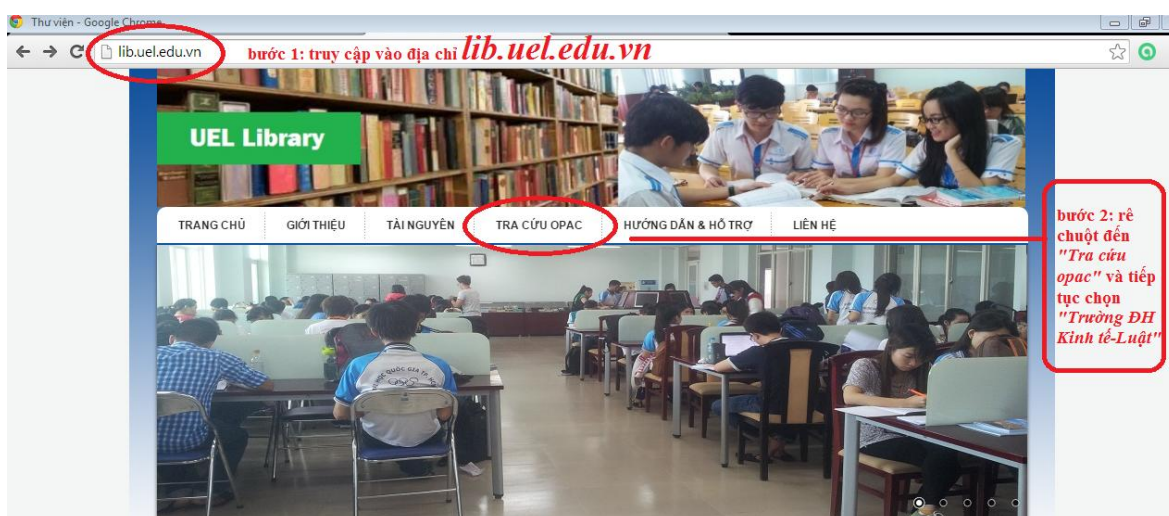 Thư viện - Google Chrome
lib.uel.edu.vn
bước 1: truy cập vào địa chỉ lib.uel.edu.vn
UEL Library
TRANG CHỦ GIỚI THIỆU TÀI NGUYÊN TRA CỨU OPAC HƯỚNG DẪN & HỖ TRỢ LIÊN HỆ
bước 2: rê
chuột đến
"Tra cứu
opac" và tiếp
tục chọn
"Trường ĐH
Kinh tế-Luật"